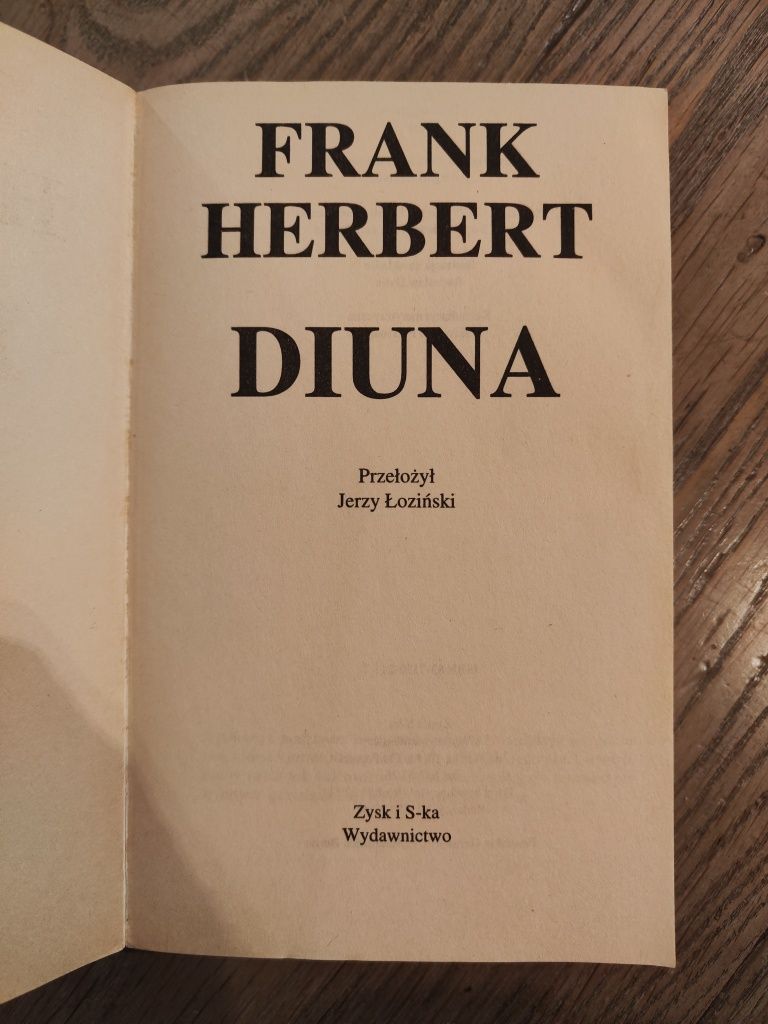 FRANK
HERBERT
DIUNA
Przełożył
Jerzy Łoziński
Zysk i S-ka
Wydawnictwo